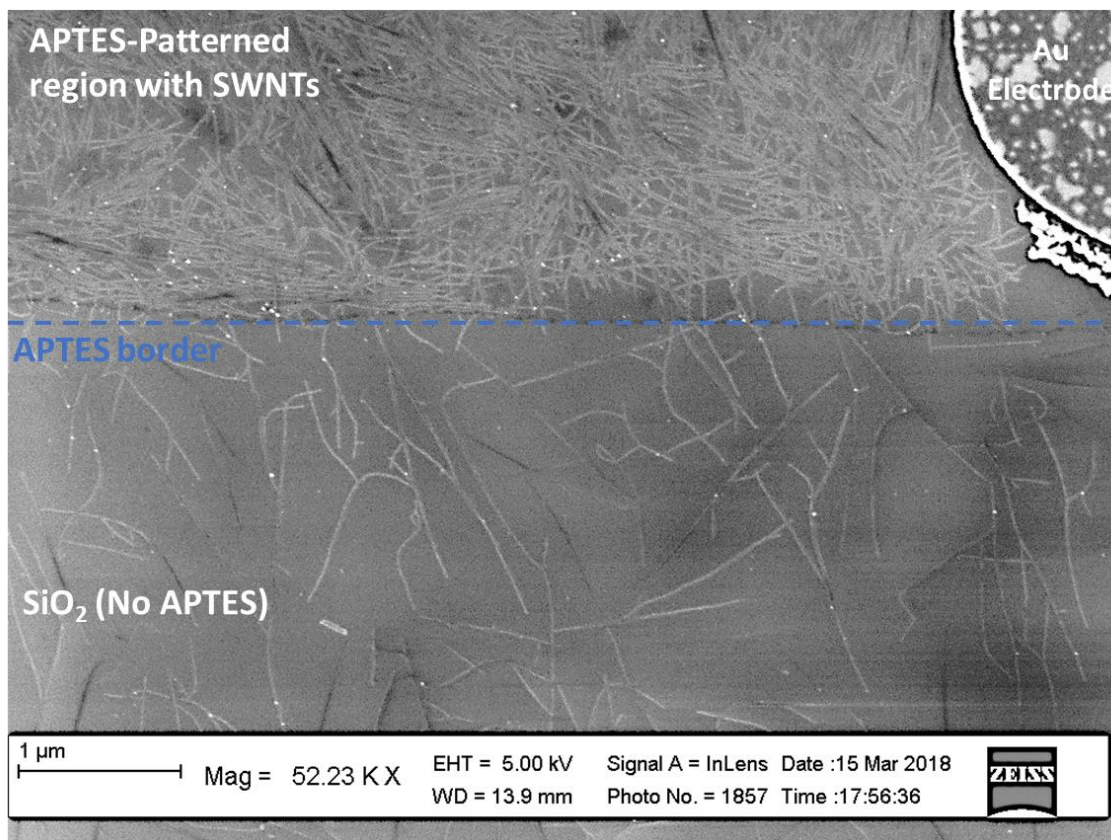 APTES-Patterned
region with SWNTs
Au
Electrode
APTES border
SiO₂ (No APTES)
1 µm
Mag = 52.23 K X
EHT = 5.00 kV
WD = 13.9 mm
Signal A = InLens
Photo No. = 1857
Date :15 Mar 2018
Time :17:56:36
ZEISS